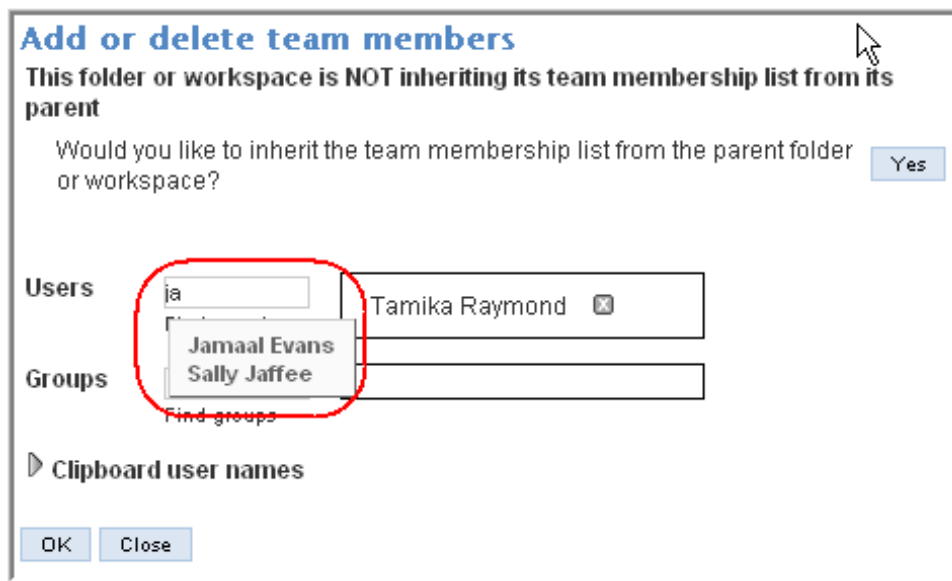 Add or delete team members
This folder or workspace is NOT inheriting its team membership list from its
parent
Would you like to inherit the team membership list from the parent folder
or workspace?
Yes
Users
ja
Tamika Raymond
Jamaal Evans
Sally Jaffee
Groups
Find groups
Clipboard user names
OK
Close